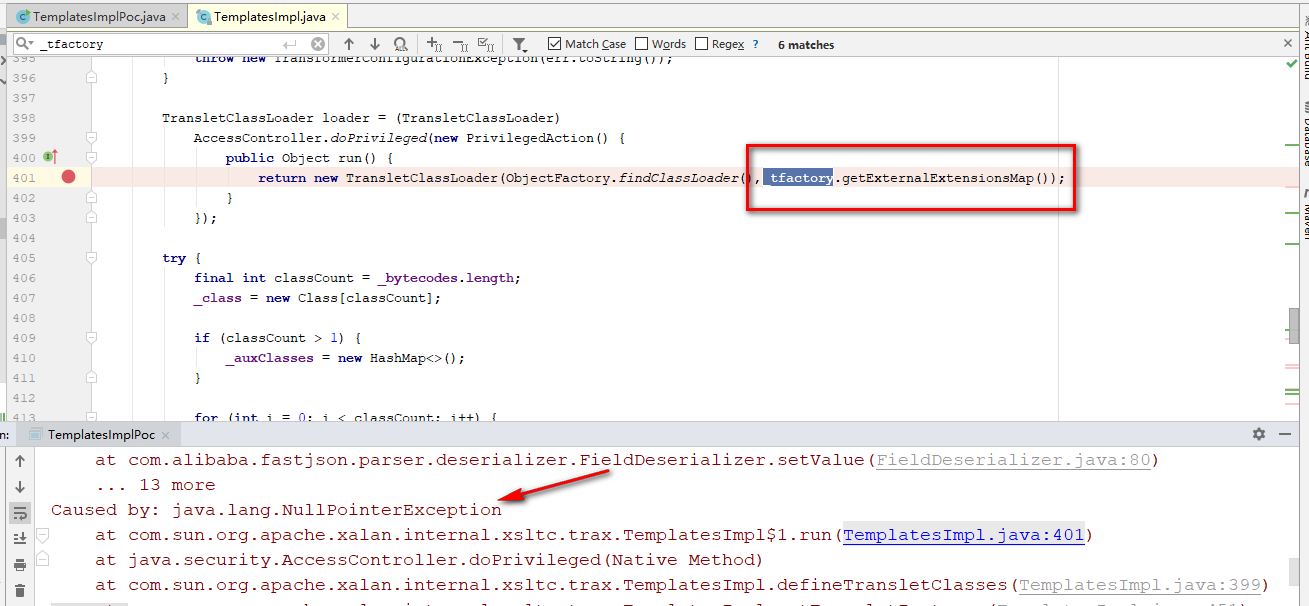 TemplatesImplPoc.java TemplatesImpl.java
_tfactory Match Case Words Regex ? 6 matches
395 throw new TransformerConfigurationException(err.toString());
396 }
397
398 TransletClassLoader loader = (TransletClassLoader)
399 AccessController.doPrivileged(new PrivilegedAction() {
400 public Object run() {
401 return new TransletClassLoader(ObjectFactory.findClassLoader(), _tfactory.getExternalExtensionsMap());
402 }
403 });
404
405 try {
406 final int classCount = _bytecodes.length;
407 _class = new Class[classCount];
408
409 if (classCount > 1) {
410 _auxClasses = new HashMap<>();
411 }
412
413 for (int i = 0; i < classCount; i++) {
n: TemplatesImplPoc
at com.alibaba.fastjson.parser.deserializer.FieldDeserializer.setValue(FieldDeserializer.java:80)
... 13 more
Caused by: java.lang.NullPointerException
at com.sun.org.apache.xalan.internal.xsltc.trax.TemplatesImpl$1.run(TemplatesImpl.java:401)
at java.security.AccessController.doPrivileged(Native Method)
at com.sun.org.apache.xalan.internal.xsltc.trax.TemplatesImpl.defineTransletClasses(TemplatesImpl.java:399)
Ant Build
Database
Maven